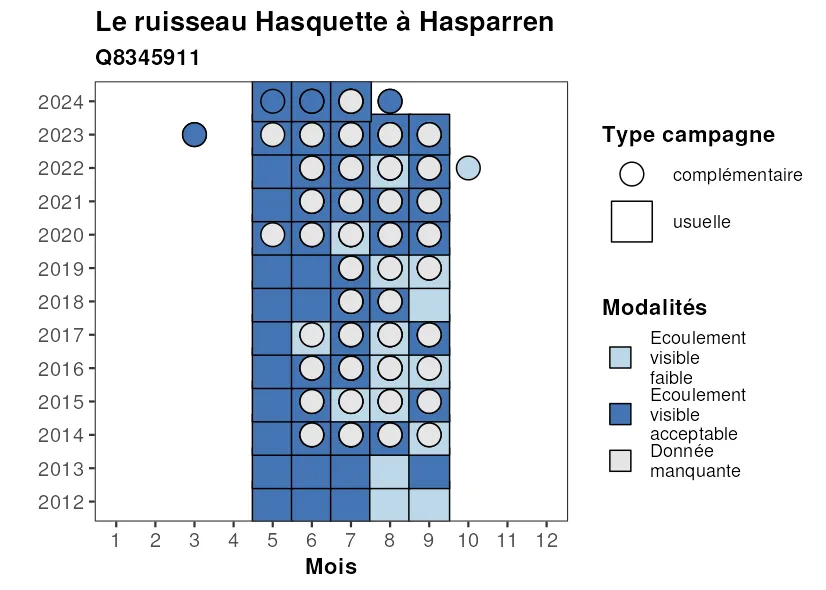 Le ruisseau Hasquette à Hasparren
Q8345911
2024
2023
2022
2021
2020
2019
2018
2017
2016
2015
2014
2013
2012
1 2 3 4 5 6 7 8 9 10 11 12
Mois
Type campagne
complémentaire
usuelle
Modalités
Ecoulement
visible
faible
Ecoulement
visible
acceptable
Donnée
manquante